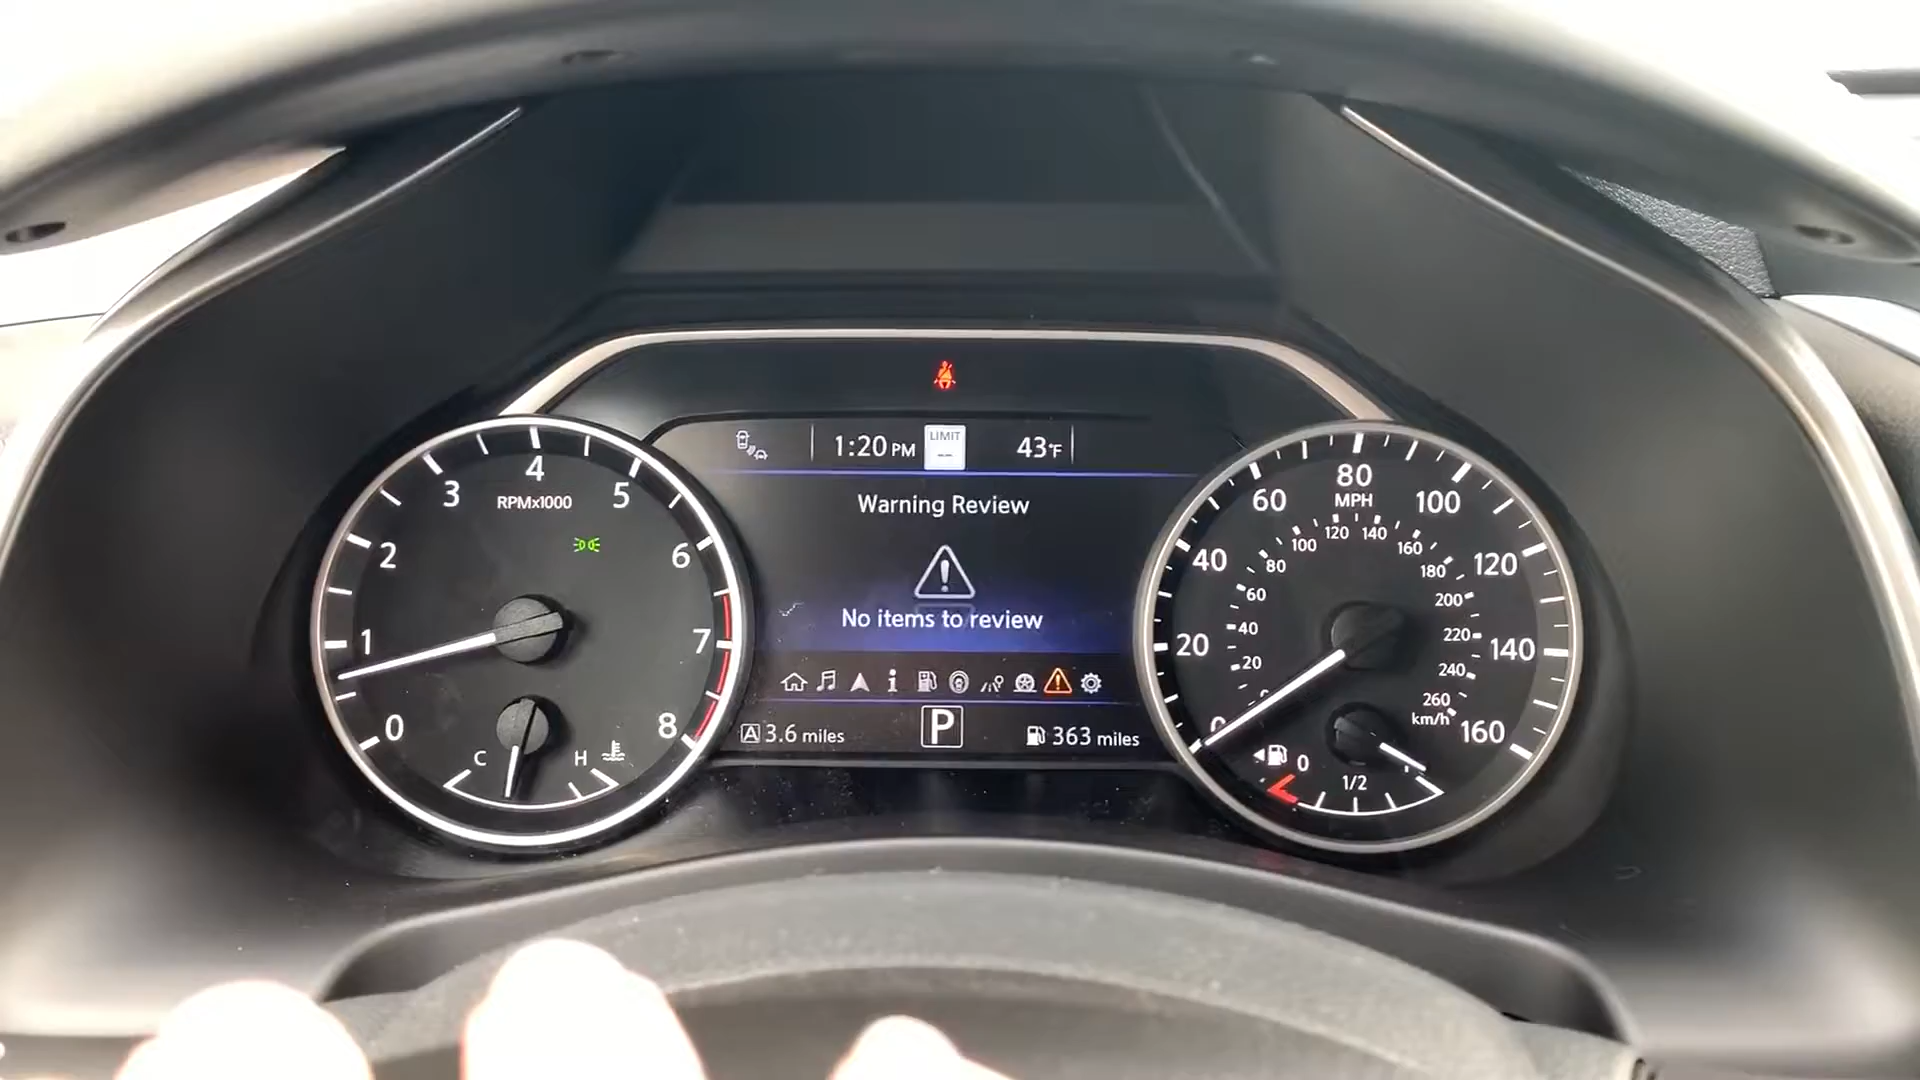 1:20 PM
LIMIT
43°F
Warning Review
No items to review
A 3.6 miles
P
363 miles
0
1
2
3
4
5
6
7
8
RPMx1000
C
H
0
20
40
60
80
100
120
140
160
MPH
20
40
60
80
100
120
140
160
180
200
220
240
260
km/h
0
1/2